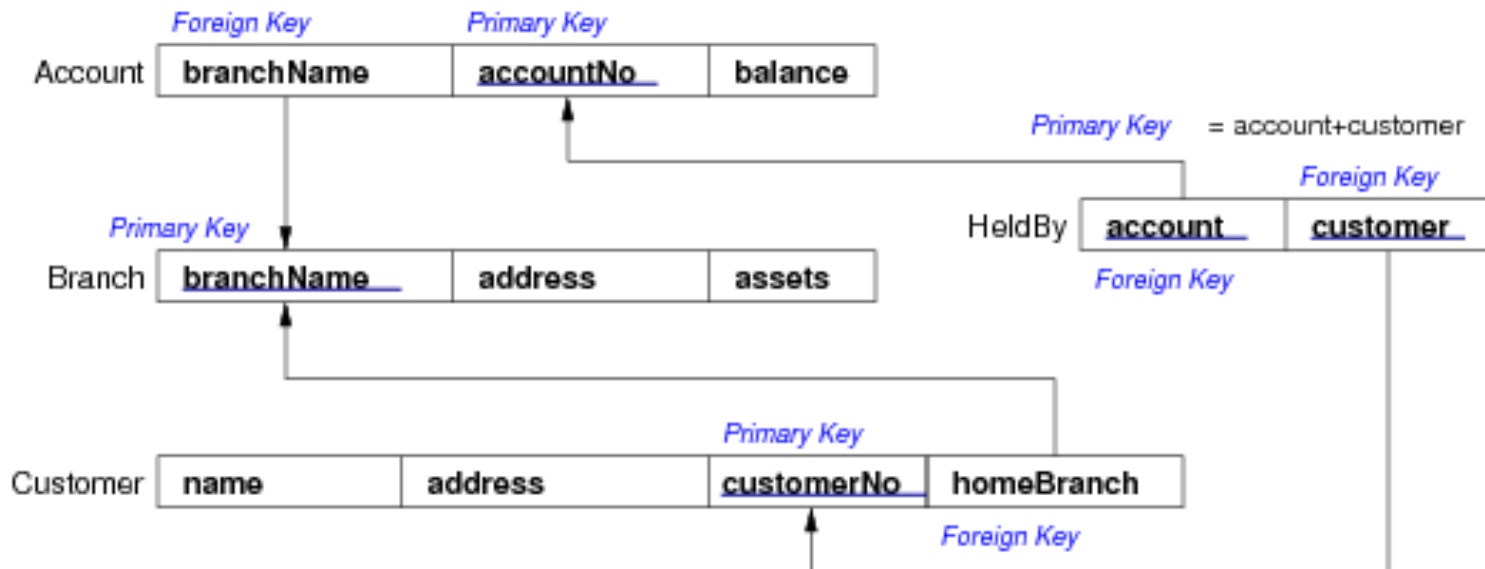 Foreign Key Primary Key
Account branchName accountNo balance
Primary Key = account+customer
Foreign Key
HeldBy account customer
Foreign Key
Primary Key
Branch branchName address assets
Primary Key
Customer name address customerNo homeBranch
Foreign Key